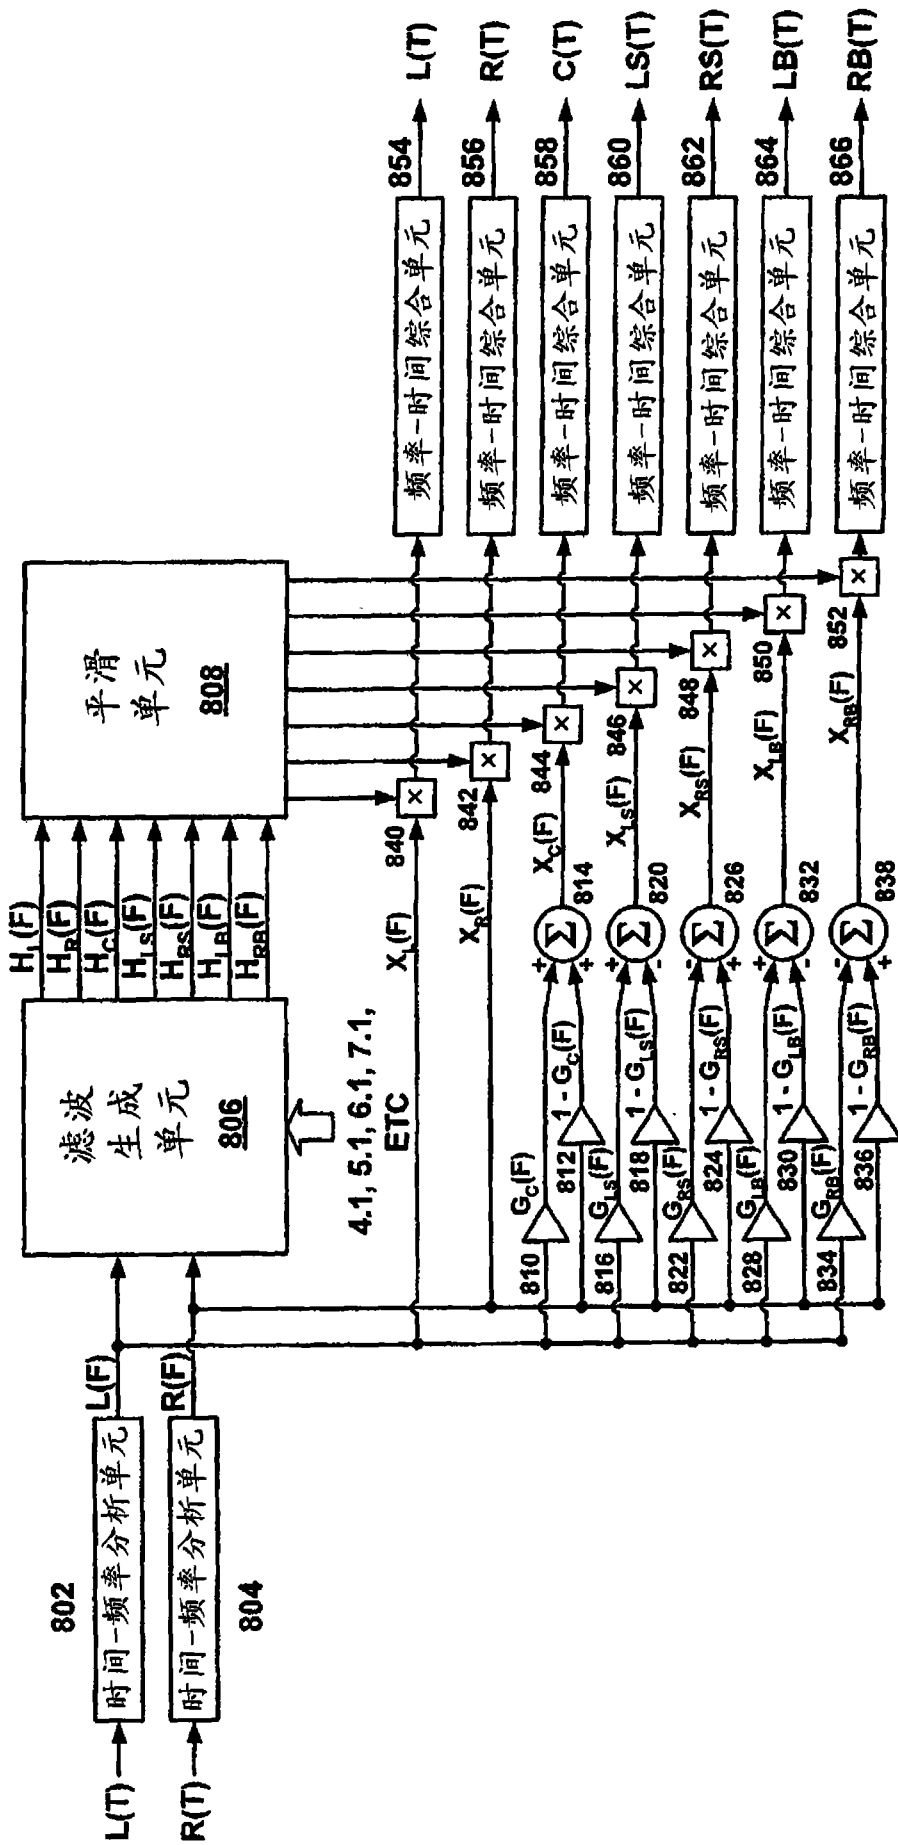 L(T)
R(T)
802
时间-频率分析单元
时间-频率分析单元
804
L(F)
R(F)
滤波
生成
单元
806
4.1, 5.1, 6.1, 7.1,
ETC
H_L(F)
H_R(F)
H_C(F)
H_LS(F)
H_RS(F)
H_LB(F)
H_RB(F)
平滑
单元
808
X_L(F)
840
X_R(F)
842
810
G_C(F)
812
1 - G_C(F)
+
+
Σ
814
X_C(F)
844
816
G_LS(F)
818
1 - G_LS(F)
+
-
Σ
820
X_LS(F)
846
822
G_RS(F)
824
1 - G_RS(F)
-
+
Σ
826
X_RS(F)
848
828
G_LB(F)
830
1 - G_LB(F)
+
-
Σ
832
X_LB(F)
850
834
G_RB(F)
836
1 - G_RB(F)
-
+
Σ
838
X_RB(F)
852
×
×
×
×
×
×
×
频率-时间综合单元
854
L(T)
频率-时间综合单元
856
R(T)
频率-时间综合单元
858
C(T)
频率-时间综合单元
860
LS(T)
频率-时间综合单元
862
RS(T)
频率-时间综合单元
864
LB(T)
频率-时间综合单元
866
RB(T)